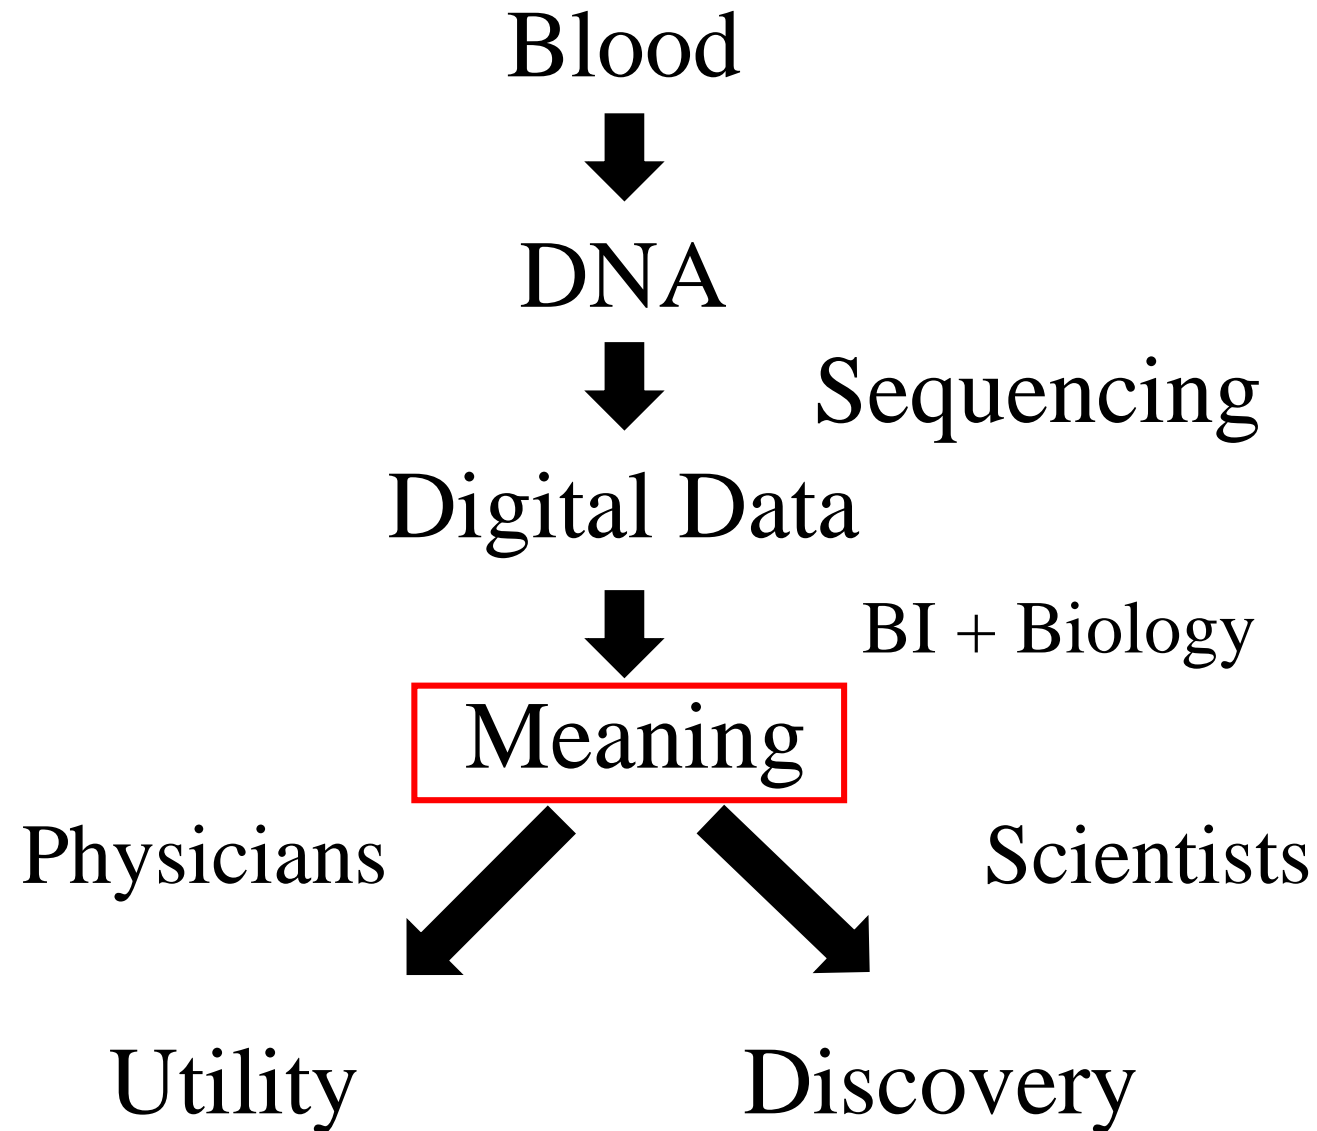 Blood
DNA
Sequencing
Digital Data
BI + Biology
Meaning
Physicians
Scientists
Utility
Discovery